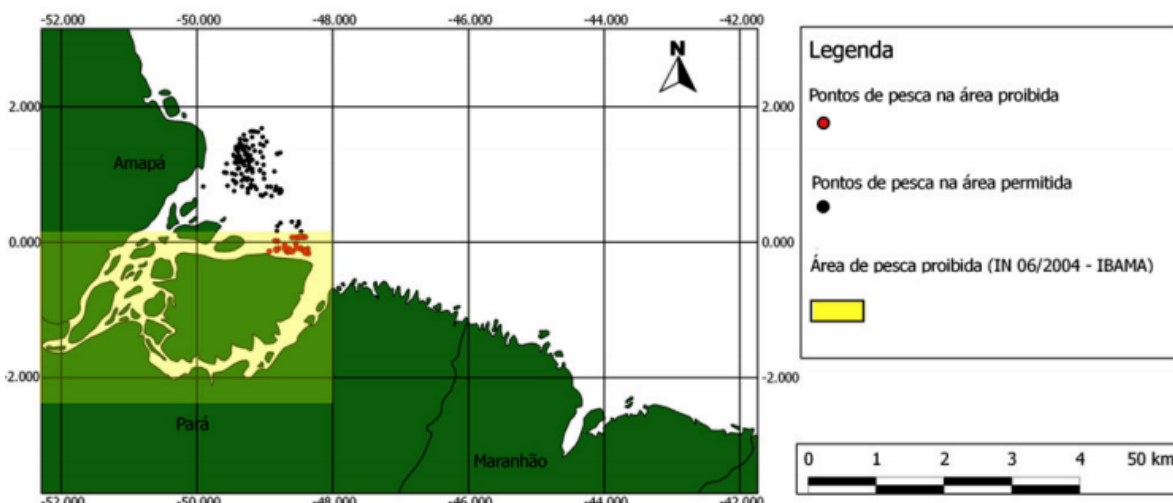 -52.000 -50.000 -48.000 -46.000 -44.000 -42.000
N
2.000 2.000
Amapá
0.000 0.000
-2.000 -2.000
Pará
Maranhão
-52.000 -50.000 -48.000 -46.000 -44.000 -42.000
Legenda
Pontos de pesca na área proibida
Pontos de pesca na área permitida
Área de pesca proibida (IN 06/2004 - IBAMA)
0 1 2 3 4 50 km